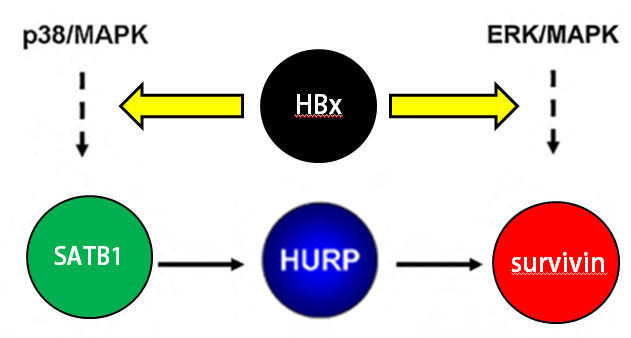 p38/MAPK
ERK/MAPK
HBx
SATB1
HURP
survivin